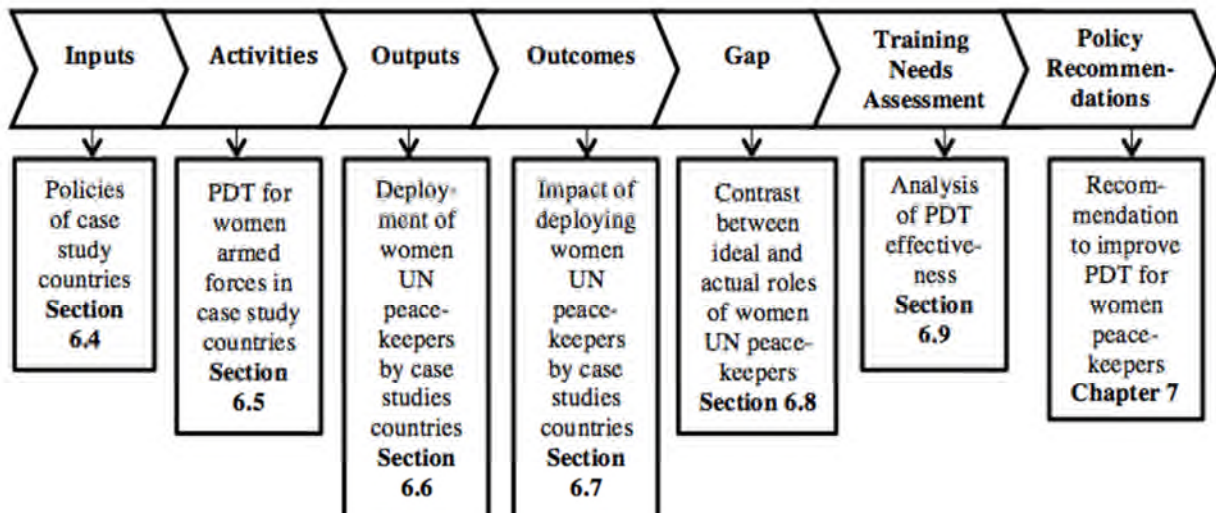 Inputs
Activities
Outputs
Outcomes
Gap
Training
Needs
Assessment
Policy
Recommen-
dations
Policies
of case
study
countries
Section
6.4
PDT for
women
armed
forces in
case study
countries
Section
6.5
Deploy-
ment of
women
UN
peace-
keepers
by case
studies
countries
Section
6.6
Impact of
deploying
women
UN
peace-
keepers
by case
studies
countries
Section
6.7
Contrast
between
ideal and
actual roles
of women
UN peace-
keepers
Section 6.8
Analysis
of PDT
effective-
ness
Section
6.9
Recom-
mendation
to improve
PDT for
women
peace-
keepers
Chapter 7